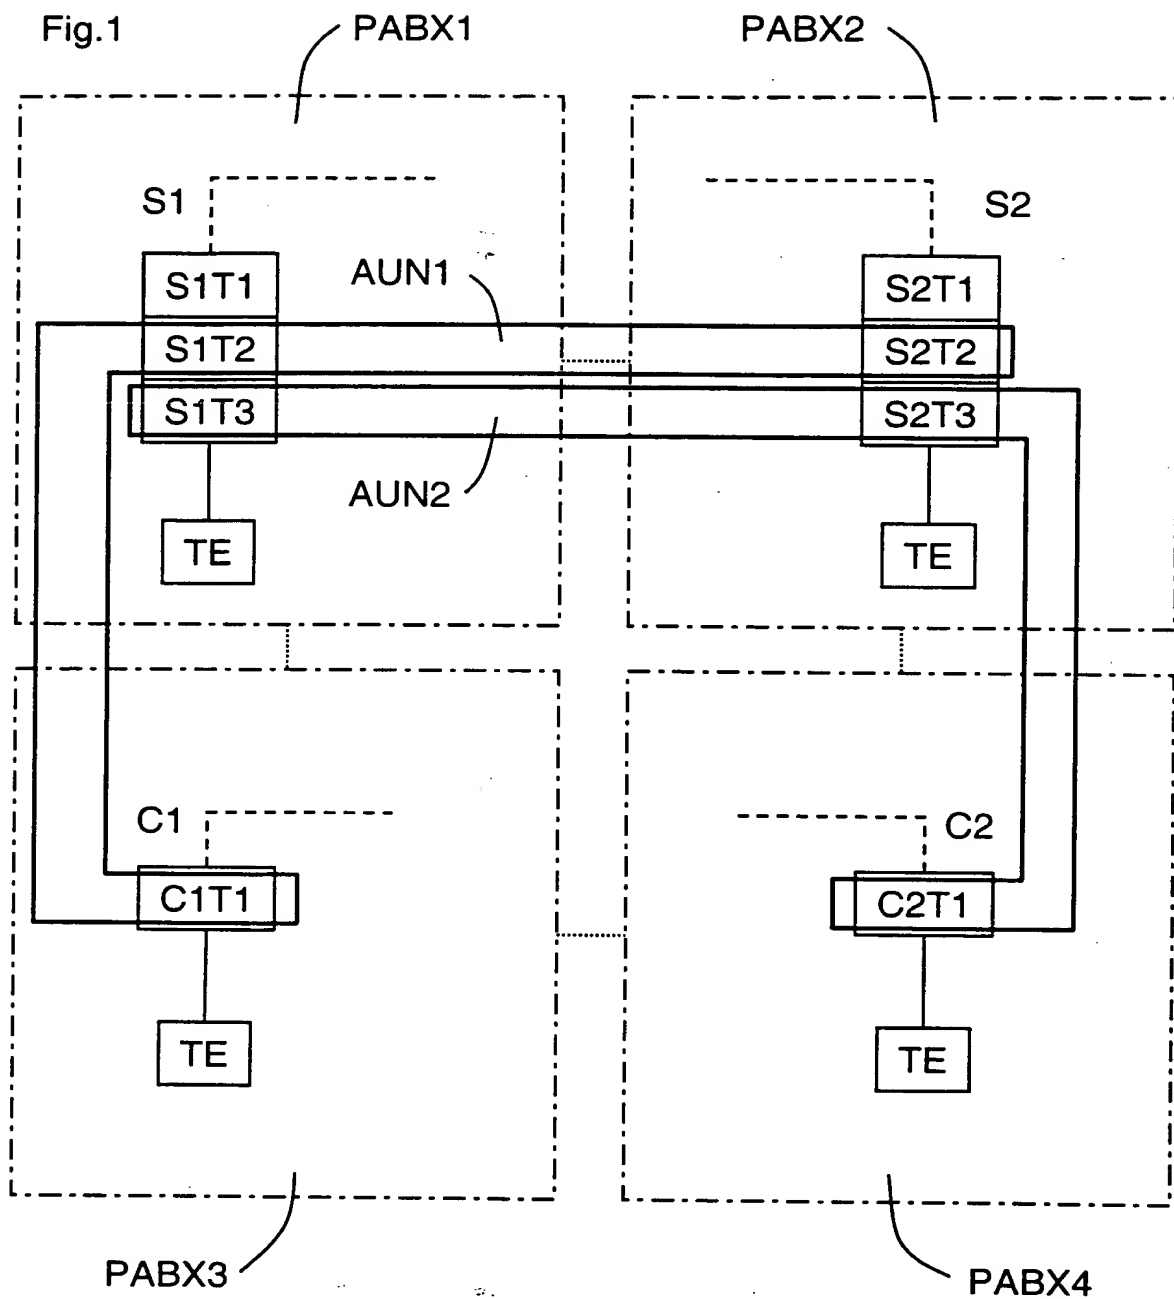 Fig.1
PABX1
PABX2
S1
S2
S1T1
AUN1
S2T1
S1T2
S2T2
S1T3
S2T3
AUN2
TE
TE
C1
C2
C1T1
C2T1
TE
TE
PABX3
PABX4